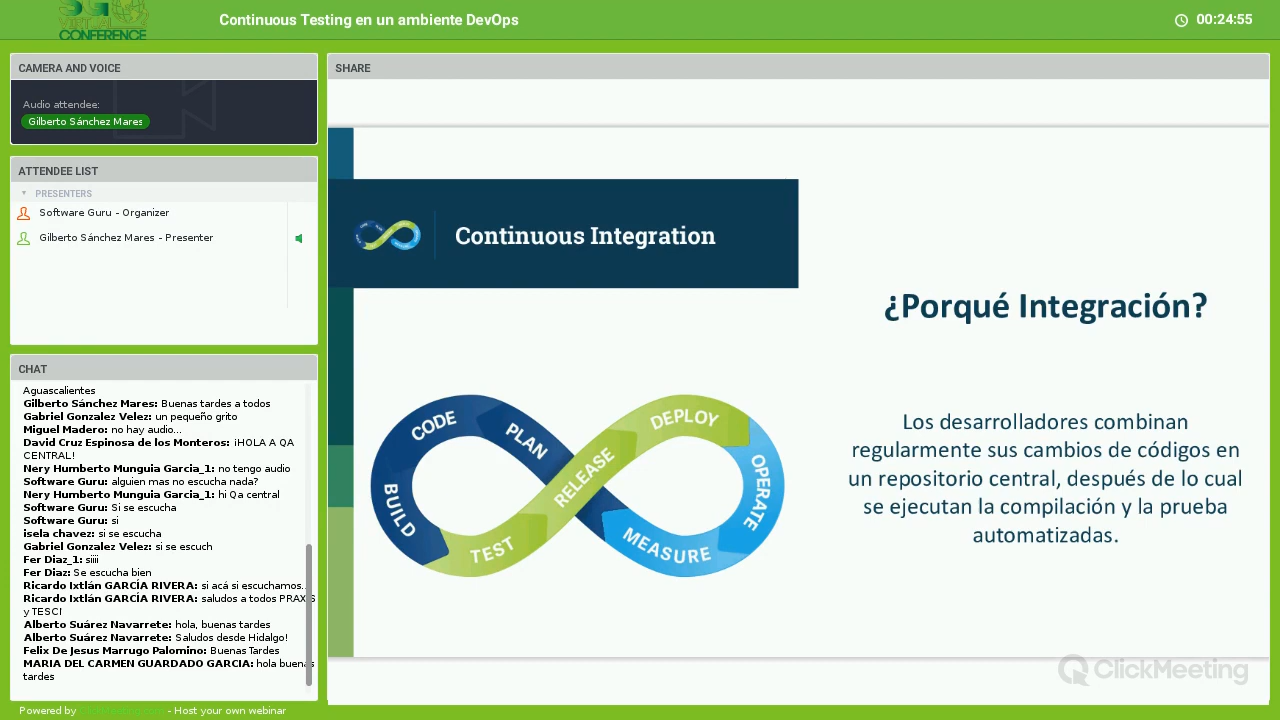 SG
VIRTUAL
CONFERENCE
Continuous Testing en un ambiente DevOps
00:24:55
CAMERA AND VOICE
Audio attendee:
Gilberto Sánchez Mares
ATTENDEE LIST
PRESENTERS
Software Guru - Organizer
Gilberto Sánchez Mares - Presenter
CHAT
Aguascalientes
Gilberto Sánchez Mares: Buenas tardes a todos
Gabriel Gonzalez Velez: un pequeño grito
Miguel Madero: no hay audio...
David Cruz Espinosa de los Monteros: ¡HOLA A QA
CENTRAL!
Nery Humberto Munguia Garcia_1: no tengo audio
Software Guru: alguien mas no escucha nada?
Nery Humberto Munguia Garcia_1: hi Qa central
Software Guru: Si se escucha
Software Guru: si
isela chavez: si se escucha
Gabriel Gonzalez Velez: si se escuch
Fer Diaz_1: siiii
Fer Diaz: Se escucha bien
Ricardo Ixtlán GARCÍA RIVERA: si acá si escuchamos..
Ricardo Ixtlán GARCÍA RIVERA: saludos a todos PRAXIS
y TESCI
Alberto Suárez Navarrete: hola, buenas tardes
Alberto Suárez Navarrete: Saludos desde Hidalgo!
Felix De Jesus Marrugo Palomino: Buenas Tardes
MARIA DEL CARMEN GUARDADO GARCIA: hola buenas
tardes
Powered by ClickMeeting - Host your own webinar
SHARE
Continuous Integration
¿Porqué Integración?
CODE
PLAN
RELEASE
DEPLOY
OPERATE
MEASURE
TEST
BUILD
Los desarrolladores combinan
regularmente sus cambios de códigos en
un repositorio central, después de lo cual
se ejecutan la compilación y la prueba
automatizadas.
ClickMeeting